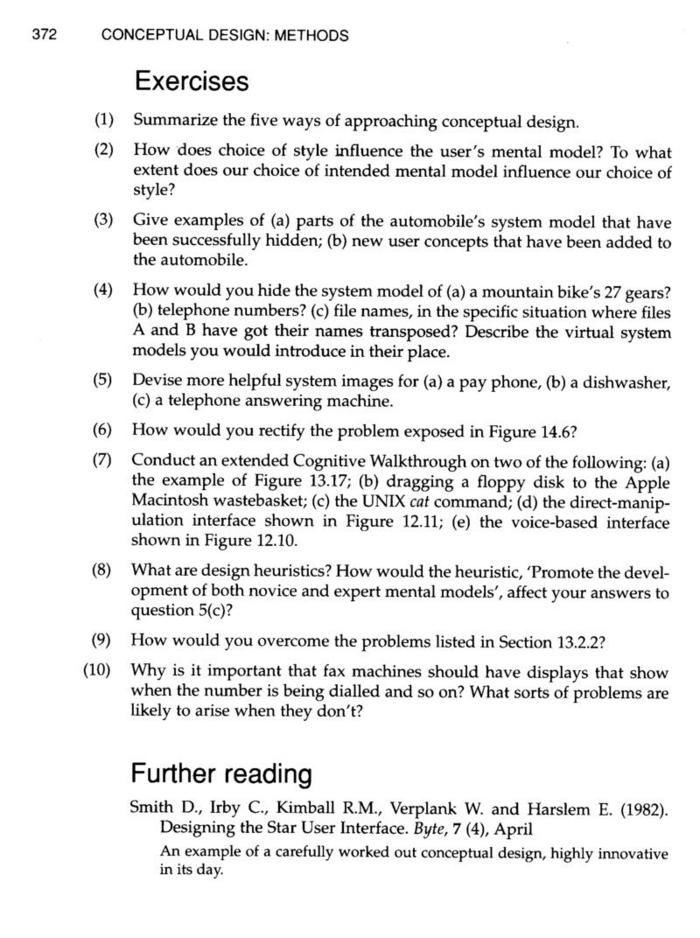 372 CONCEPTUAL DESIGN: METHODS
Exercises
(1) Summarize the five ways of approaching conceptual design.
(2) How does choice of style influence the user's mental model? To what
extent does our choice of intended mental model influence our choice of
style?
(3) Give examples of (a) parts of the automobile's system model that have
been successfully hidden; (b) new user concepts that have been added to
the automobile.
(4) How would you hide the system model of (a) a mountain bike's 27 gears?
(b) telephone numbers? (c) file names, in the specific situation where files
A and B have got their names transposed? Describe the virtual system
models you would introduce in their place.
(5) Devise more helpful system images for (a) a pay phone, (b) a dishwasher,
(c) a telephone answering machine.
(6) How would you rectify the problem exposed in Figure 14.6?
(7) Conduct an extended Cognitive Walkthrough on two of the following: (a)
the example of Figure 13.17; (b) dragging a floppy disk to the Apple
Macintosh wastebasket; (c) the UNIX cat command; (d) the direct-manip-
ulation interface shown in Figure 12.11; (e) the voice-based interface
shown in Figure 12.10.
(8) What are design heuristics? How would the heuristic, 'Promote the devel-
opment of both novice and expert mental models', affect your answers to
question 5(c)?
(9) How would you overcome the problems listed in Section 13.2.2?
(10) Why is it important that fax machines should have displays that show
when the number is being dialled and so on? What sorts of problems are
likely to arise when they don't?
Further reading
Smith D., Irby C., Kimball R.M., Verplank W. and Harslem E. (1982).
Designing the Star User Interface. Byte, 7 (4), April
An example of a carefully worked out conceptual design, highly innovative
in its day.